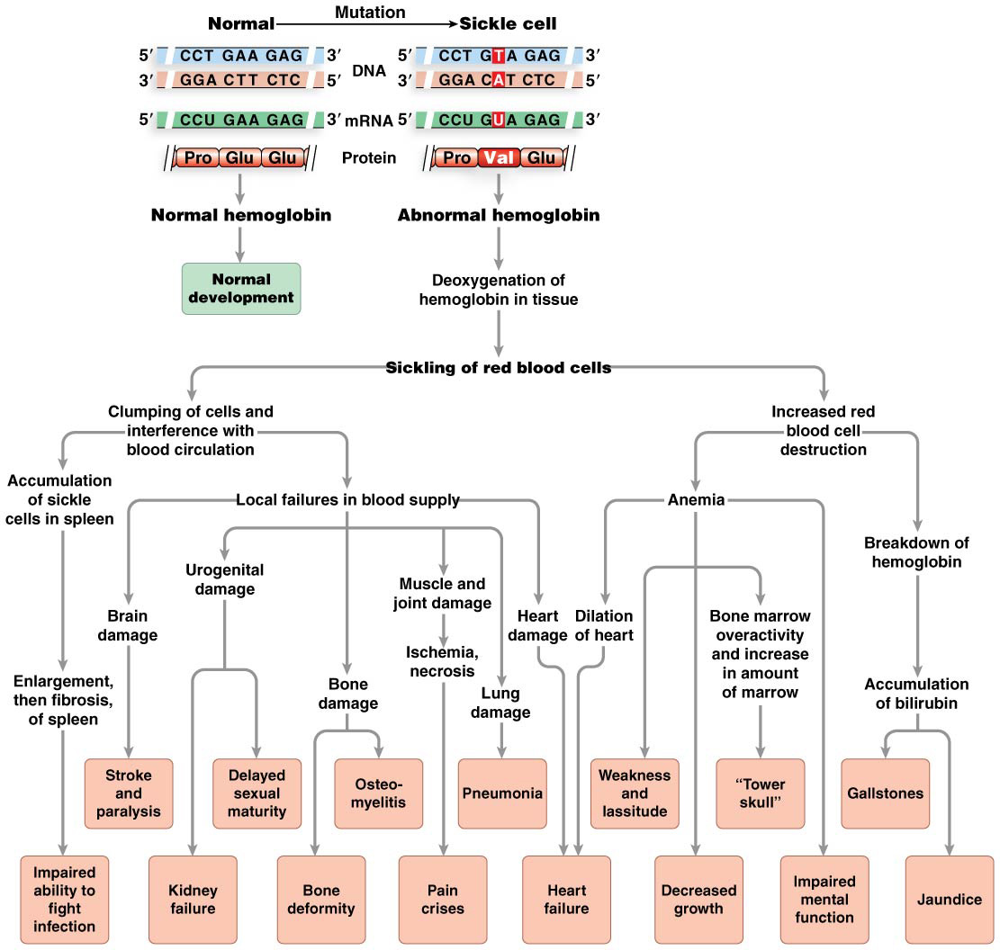 Mutation
Normal
Sickle cell
5′ CCT GAA GAG 3′
3′ GGA CTT CTC 5′
DNA
5′ CCT GTA GAG 3′
3′ GGA CAT CTC 5′
5′ CCU GAA GAG 3′
mRNA
5′ CCU GUA GAG 3′
Pro Glu Glu
Protein
Pro Val Glu
Normal hemoglobin
Abnormal hemoglobin
Normal
development
Deoxygenation of
hemoglobin in tissue
Sickling of red blood cells
Clumping of cells and
interference with
blood circulation
Increased red
blood cell
destruction
Accumulation
of sickle
cells in spleen
Local failures in blood supply
Anemia
Breakdown of
hemoglobin
Urogenital
damage
Muscle and
joint damage
Brain
damage
Heart
damage
Dilation
of heart
Bone marrow
overactivity
and increase
in amount
of marrow
Ischemia,
necrosis
Enlargement,
then fibrosis,
of spleen
Bone
damage
Lung
damage
Accumulation
of bilirubin
Stroke
and
paralysis
Delayed
sexual
maturity
Osteo-
myelitis
Pneumonia
Weakness
and
lassitude
“Tower
skull”
Gallstones
Impaired
ability to
fight
infection
Kidney
failure
Bone
deformity
Pain
crises
Heart
failure
Decreased
growth
Impaired
mental
function
Jaundice